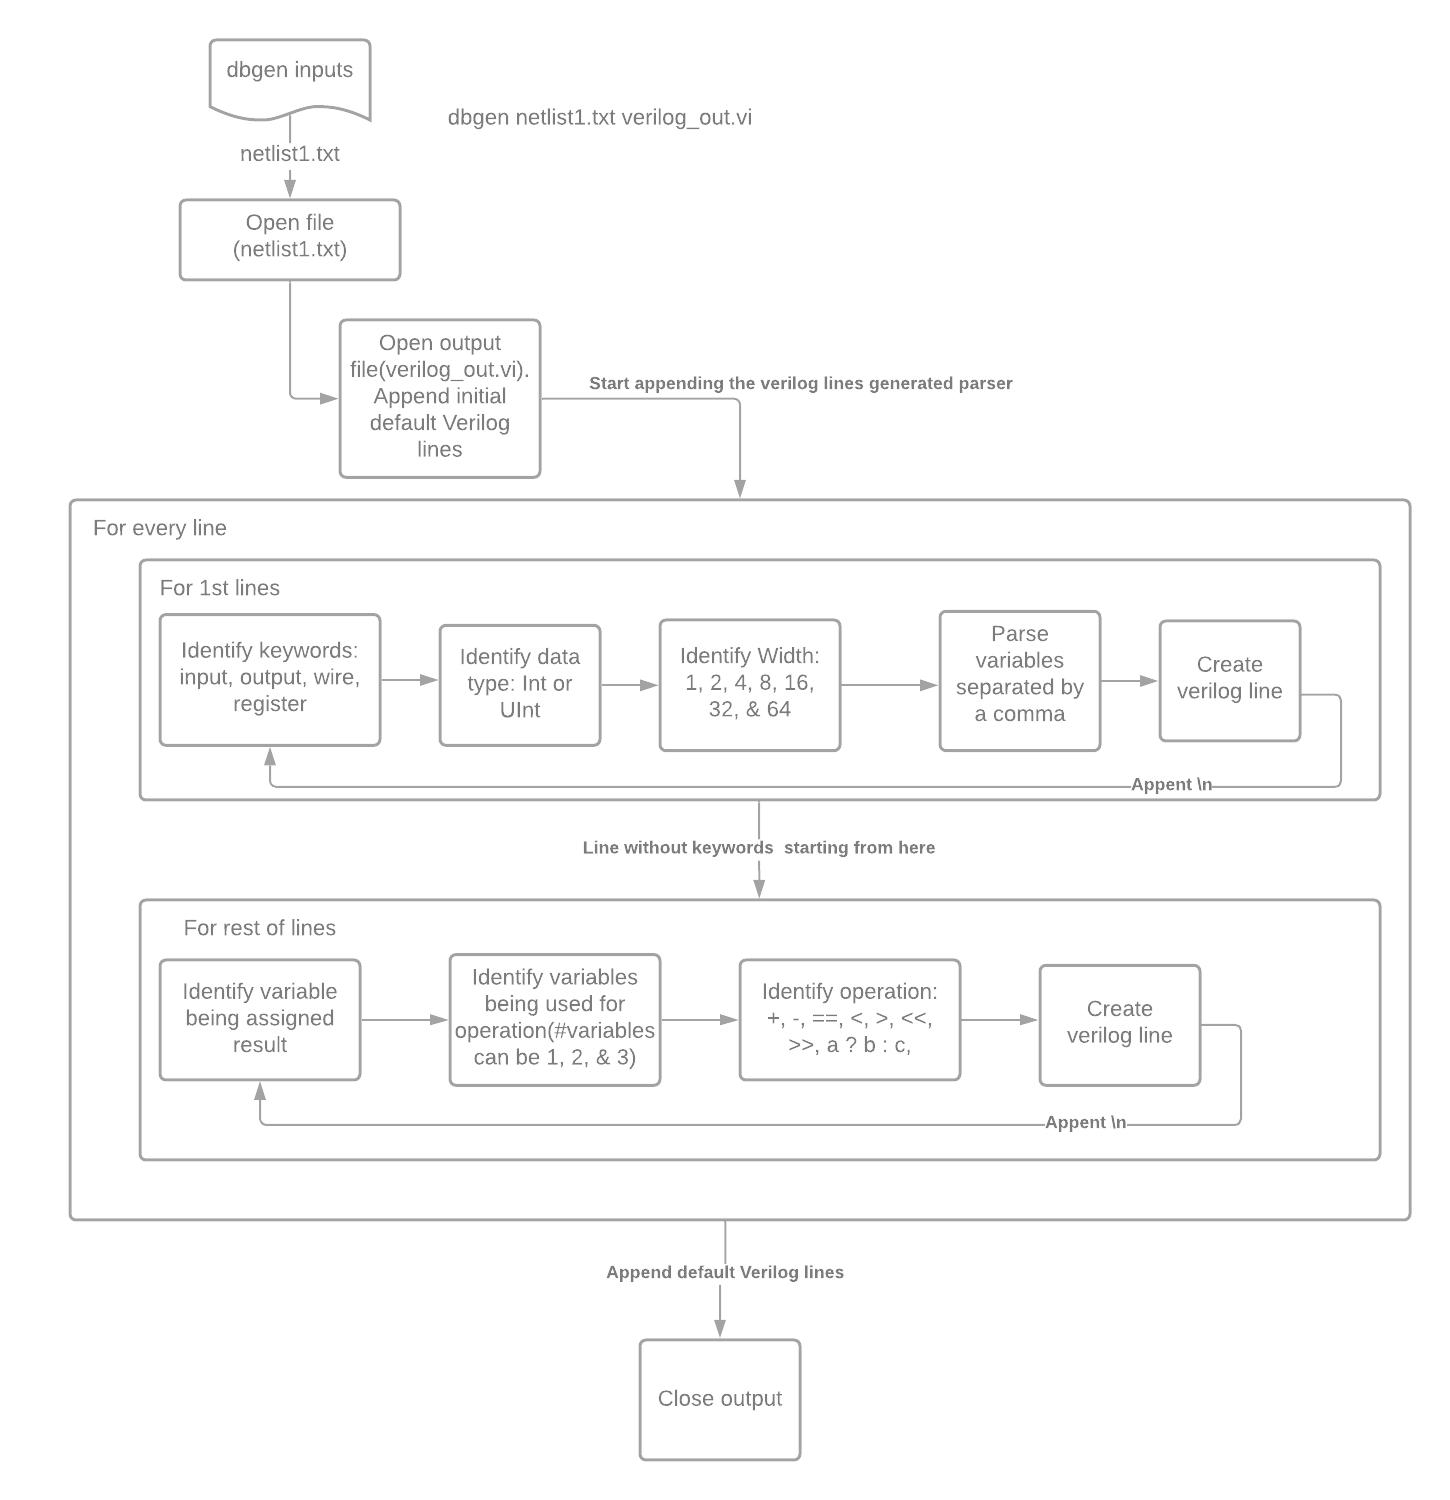 dbgen inputs
dbgen netlist1.txt verilog_out.vi
netlist1.txt
Open file
(netlist1.txt)
Open output
file(verilog_out.vi).
Append initial
default Verilog
lines
Start appending the verilog lines generated parser
For every line
For 1st lines
Identify keywords:
input, output, wire,
register
Identify data
type: Int or
UInt
Identify Width:
1, 2, 4, 8, 16,
32, & 64
Parse
variables
separated by
a comma
Create
verilog line
Appent \n
Line without keywords  starting from here
For rest of lines
Identify variable
being assigned
result
Identify variables
being used for
operation(#variables
can be 1, 2, & 3)
Identify operation:
+, -, ==, <, >, <<,
>>, a ? b : c,
Create
verilog line
Appent \n
Append default Verilog lines
Close output